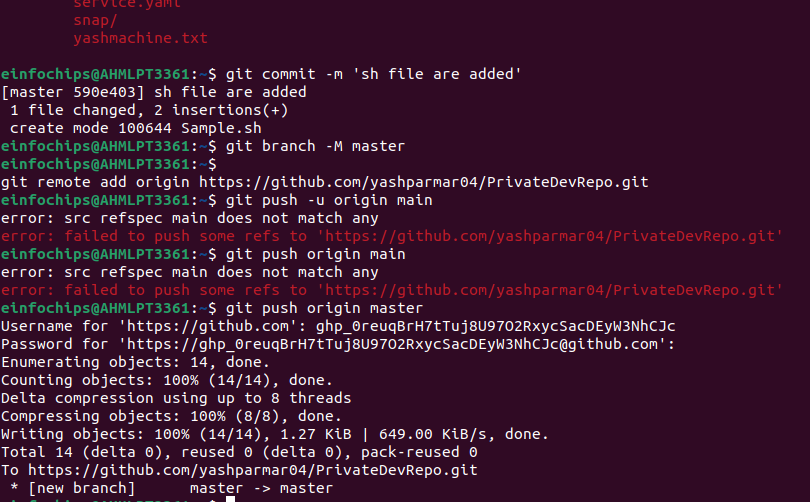 service.yaml
snap/
yashmachine.txt
einfochips@AHMLPT3361:~$ git commit -m 'sh file are added'
[master 590e403] sh file are added
1 file changed, 2 insertions(+)
create mode 100644 Sample.sh
einfochips@AHMLPT3361:~$ git branch -M master
einfochips@AHMLPT3361:~$
git remote add origin https://github.com/yashparmar04/PrivateDevRepo.git
einfochips@AHMLPT3361:~$ git push -u origin main
error: src refspec main does not match any
error: failed to push some refs to 'https://github.com/yashparmar04/PrivateDevRepo.git'
einfochips@AHMLPT3361:~$ git push origin main
error: src refspec main does not match any
error: failed to push some refs to 'https://github.com/yashparmar04/PrivateDevRepo.git'
einfochips@AHMLPT3361:~$ git push origin master
Username for 'https://github.com': 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
Password for 'https://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@github.com':
Enumerating objects: 14, done.
Counting objects: 100% (14/14), done.
Delta compression using up to 8 threads
Compressing objects: 100% (8/8), done.
Writing objects: 100% (14/14), 1.27 KiB | 649.00 KiB/s, done.
Total 14 (delta 0), reused 0 (delta 0), pack-reused 0
To https://github.com/yashparmar04/PrivateDevRepo.git
* [new branch]      master -> master
einfochips@AHMLPT3361:~$